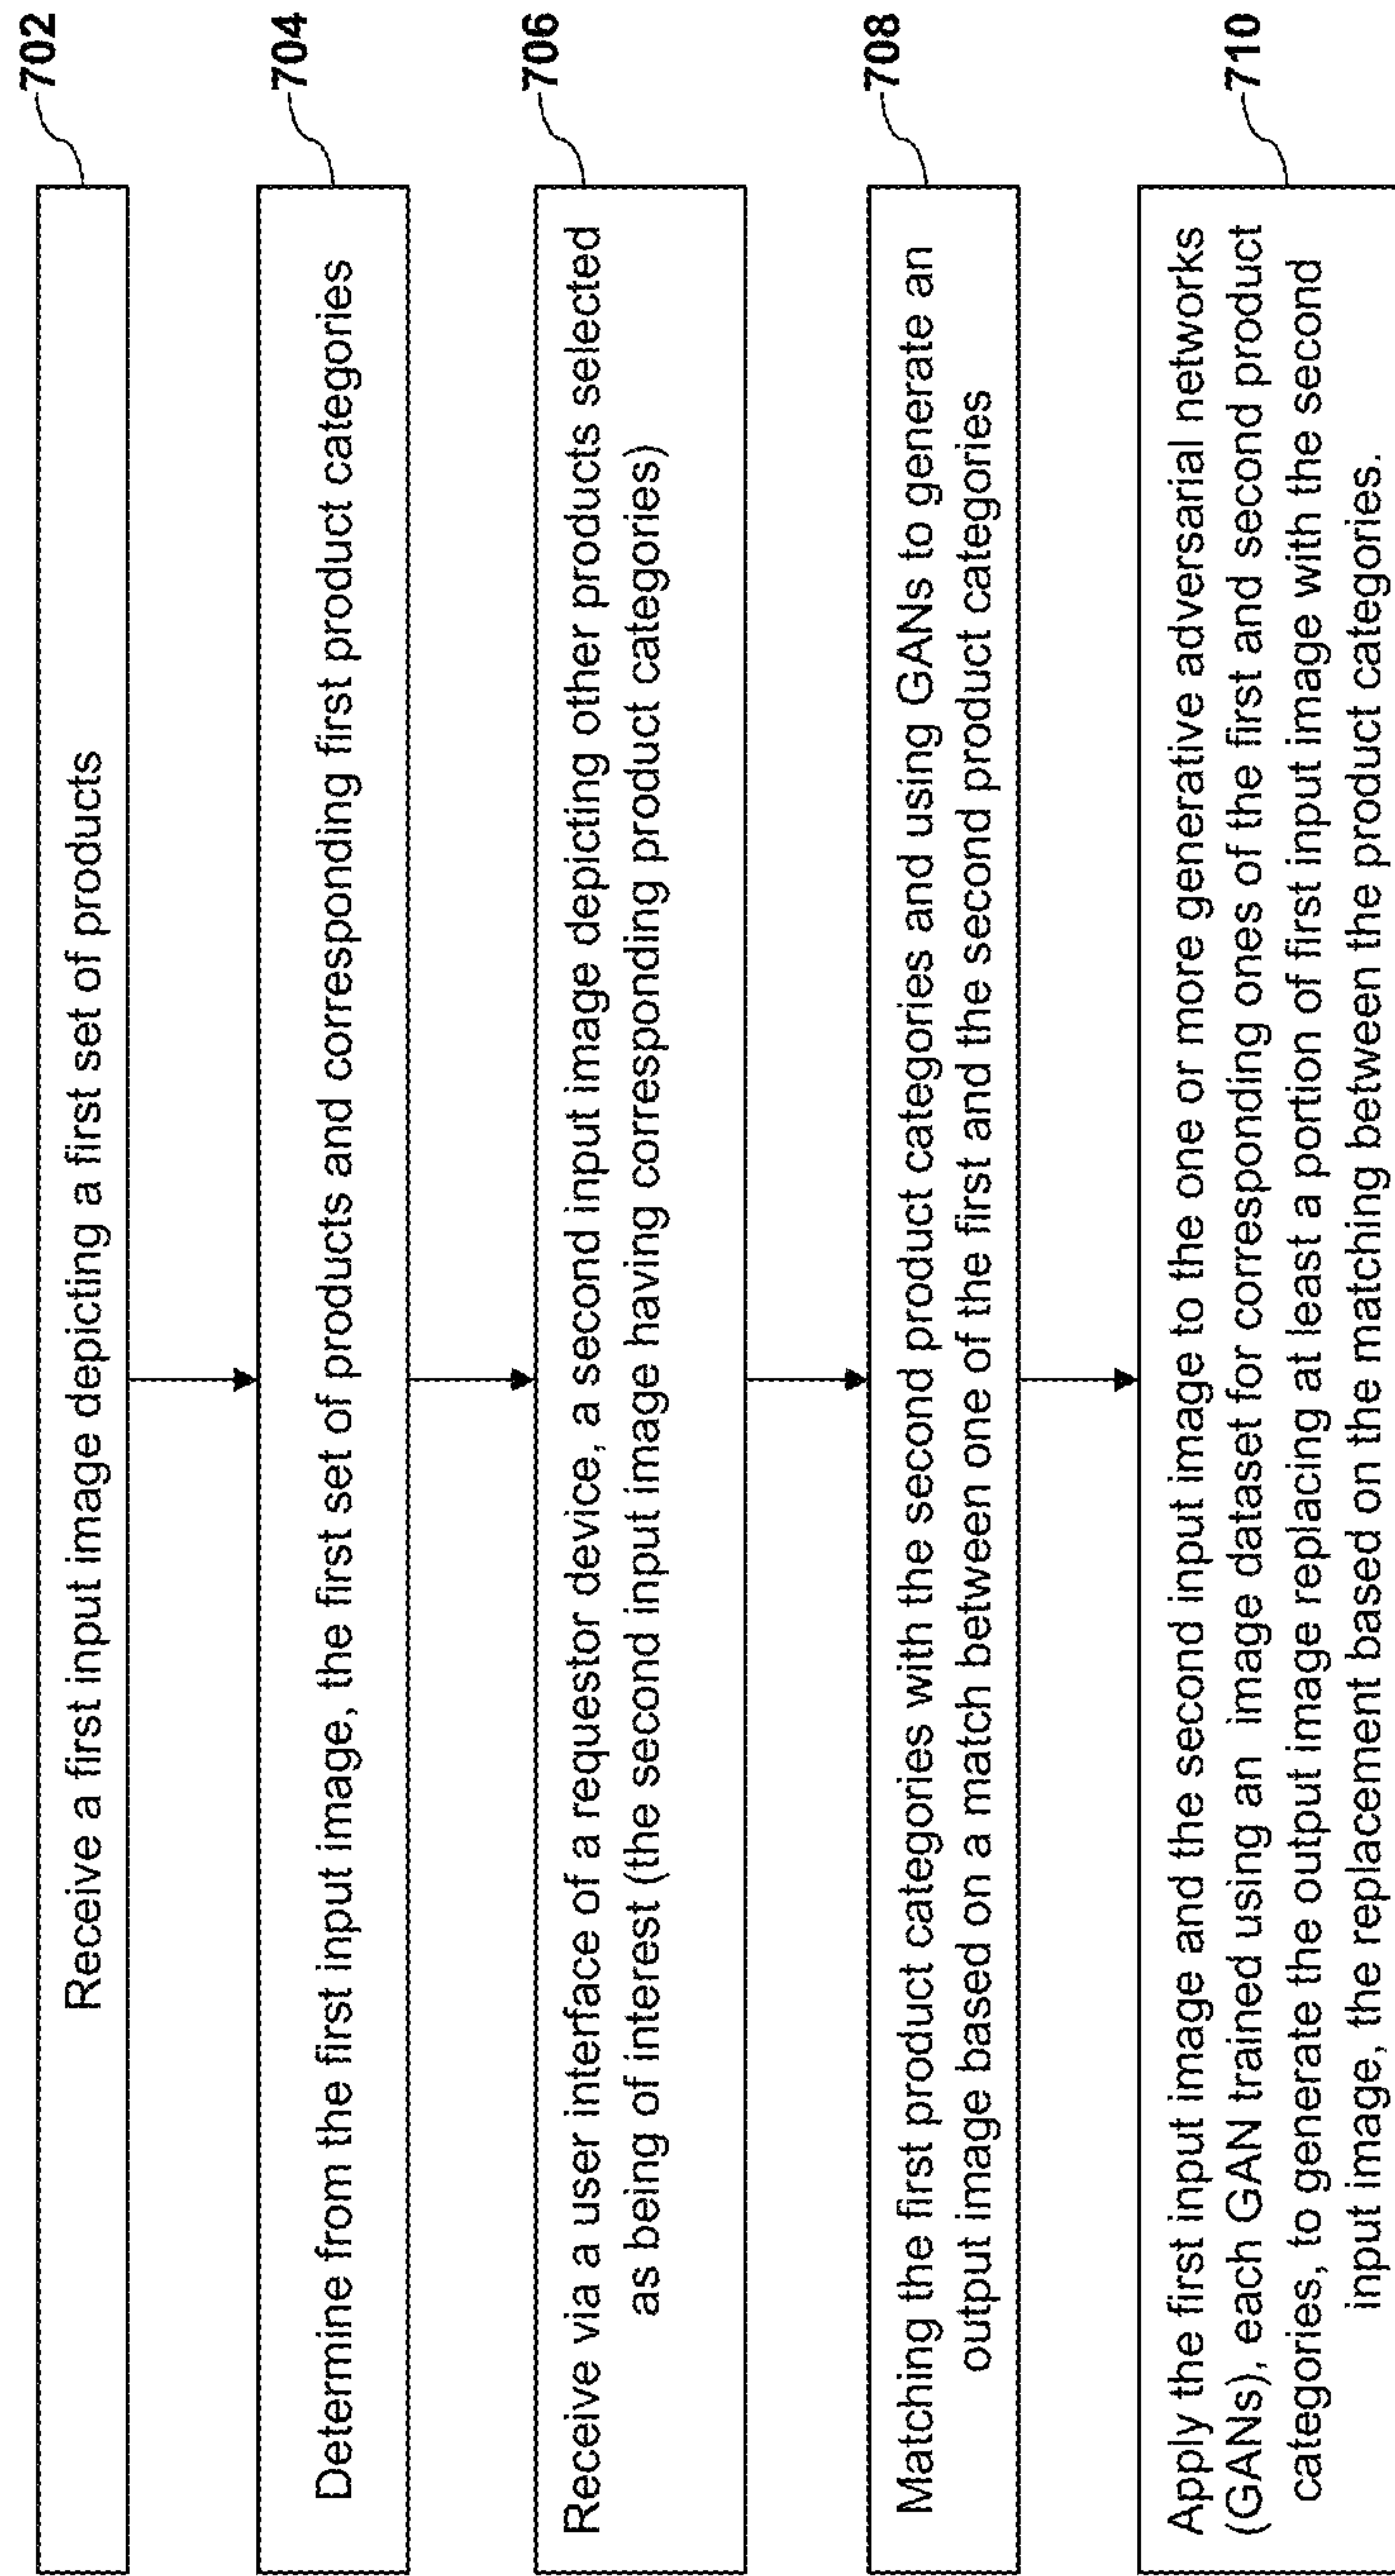 702
Receive a first input image depicting a first set of products
704
Determine from the first input image, the first set of products and corresponding first product categories
706
Receive via a user interface of a requestor device, a second input image depicting other products selected
as being of interest (the second input image having corresponding product categories)
708
Matching the first product categories with the second product categories and using GANs to generate an
output image based on a match between one of the first and the second product categories
710
Apply the first input image and the second input image to the one or more generative adversarial networks
(GANs), each GAN trained using an image dataset for corresponding ones of the first and second product
categories, to generate the output image replacing at least a portion of first input image with the second
input image, the replacement based on the matching between the product categories.